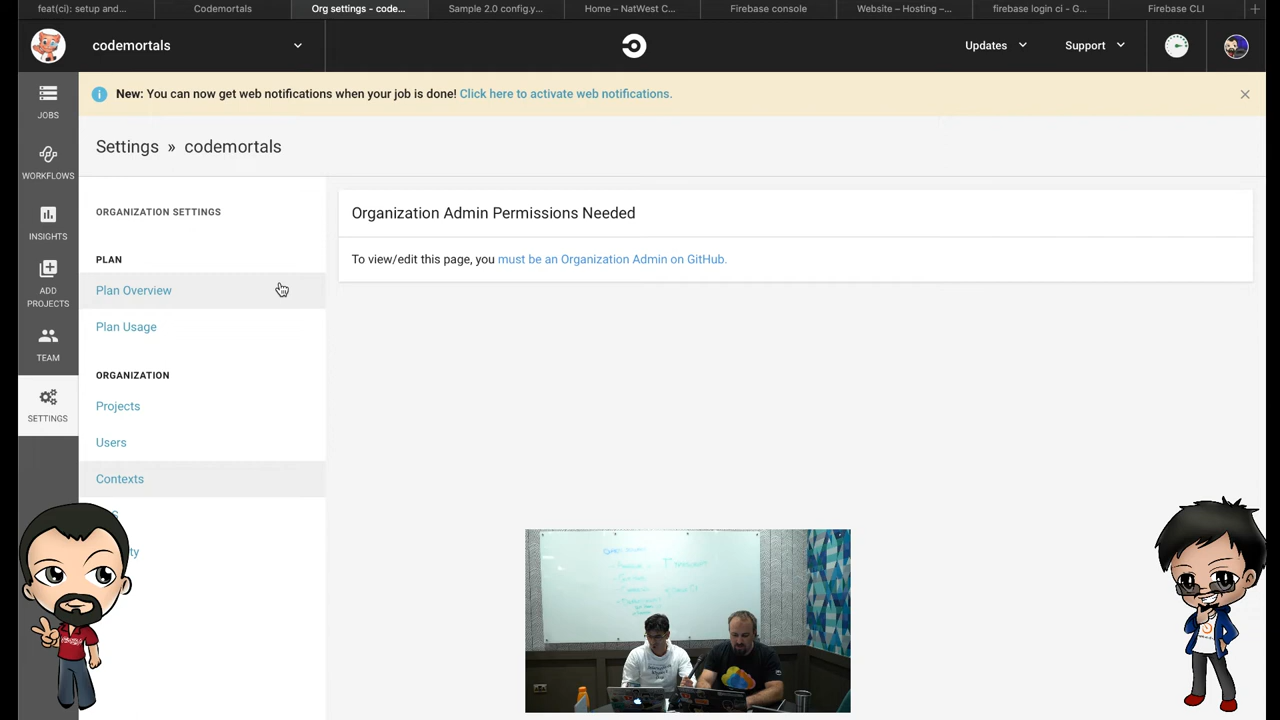 feat(ci): setup and...
Codementals
Org settings - code...
Sample 2.0 config.y...
Home – NatWest C...
Firebase console
Website – Hosting –...
firebase login ci - G...
Firebase CLI
codemortals
Updates
Support
JOBS
WORKFLOWS
INSIGHTS
ADD
PROJECTS
TEAM
SETTINGS
New: You can now get web notifications when your job is done! Click here to activate web notifications.
Settings » codemortals
ORGANIZATION SETTINGS
PLAN
Plan Overview
Plan Usage
ORGANIZATION
Projects
Users
Contexts
Organization Admin Permissions Needed
To view/edit this page, you must be an Organization Admin on GitHub.